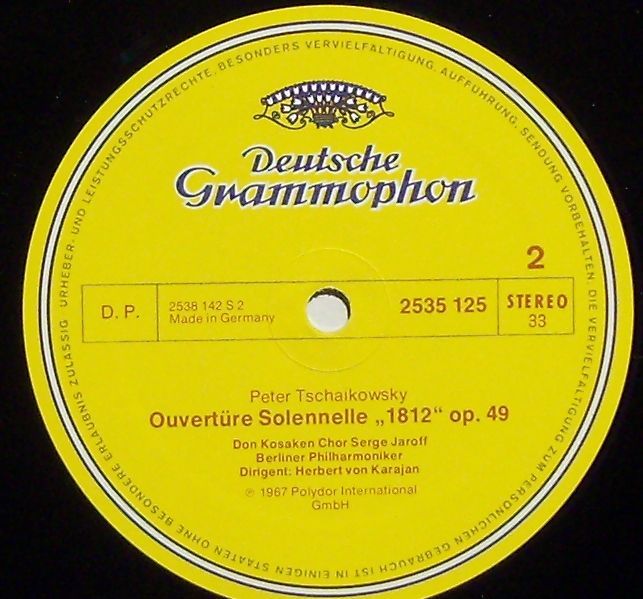 URHEBER- UND LEISTUNGSSCHUTZRECHTE, BESONDERS VERVIELFÄLTIGUNG, AUFFÜHRUNG, SENDUNG VORBEHALTEN. DIE VERVIELFÄLTIGUNG ZUM PERSÖNLICHEN GEBRAUCH IST IN EINIGEN STAATEN OHNE BESONDERE ERLAUBNIS ZULÄSSIG
Deutsche
Grammophon
2
D. P.
2538 142 S 2
Made in Germany
2535 125
STEREO
33
Peter Tschaikowsky
Ouvertüre Solennelle „1812“ op. 49
Don Kosaken Chor Serge Jaroff
Berliner Philharmoniker
Dirigent: Herbert von Karajan
℗ 1967 Polydor International
GmbH